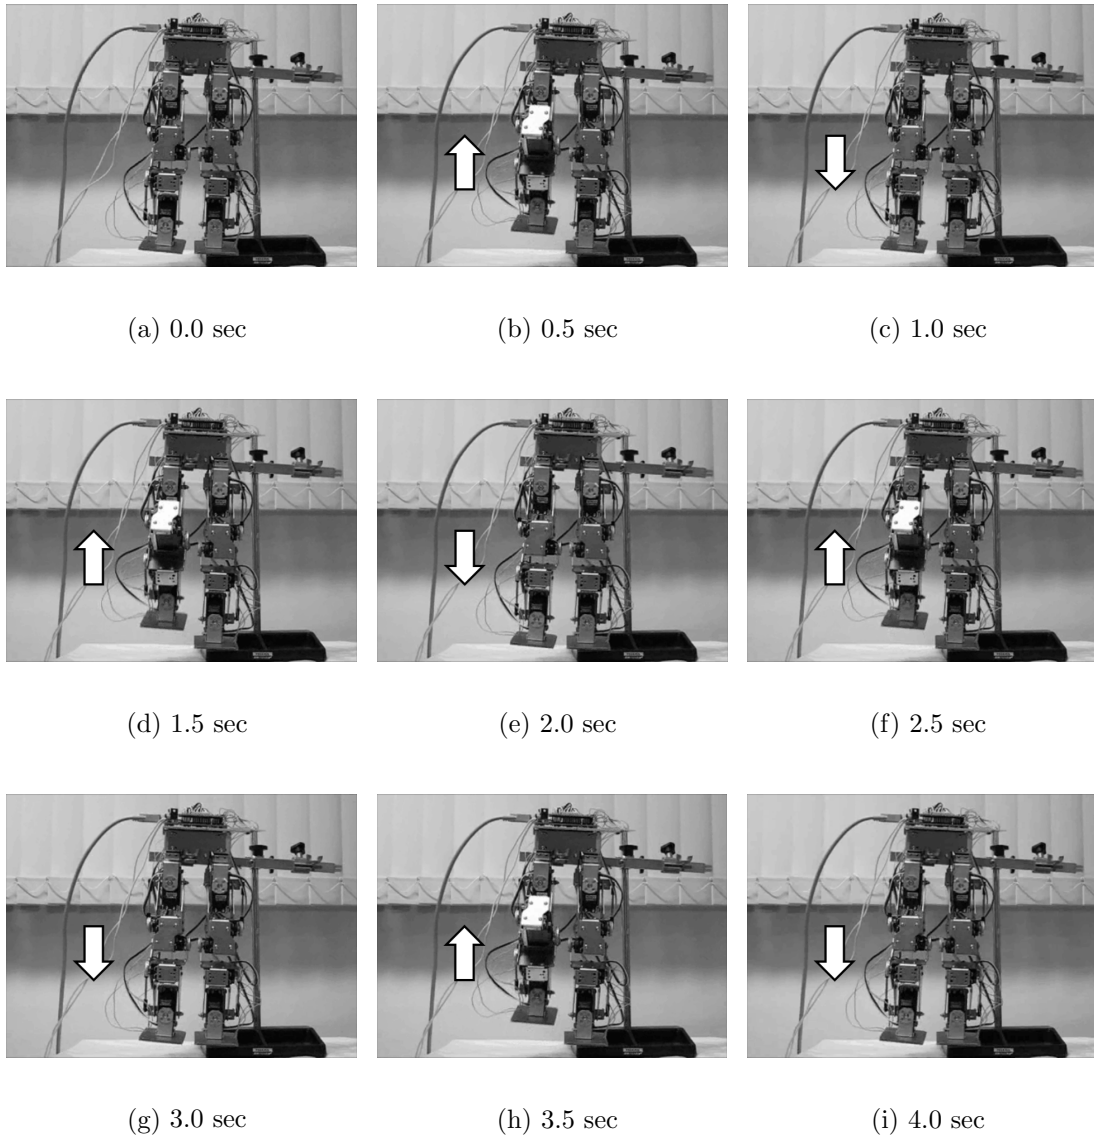 (a) 0.0 sec
(b) 0.5 sec
(c) 1.0 sec
(d) 1.5 sec
(e) 2.0 sec
(f) 2.5 sec
(g) 3.0 sec
(h) 3.5 sec
(i) 4.0 sec